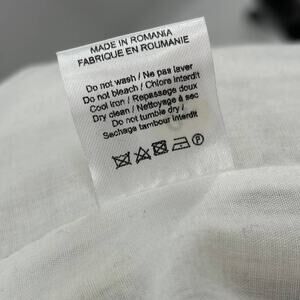 MADE IN ROMANIA
FABRIQUE EN ROUMANIE
Do not wash / Ne pas laver
Do not bleach / Chlore interdit
Cool iron / Repassage doux
Dry clean / Nettoyage à sec
Do not tumble dry /
Sechage tambour interdit